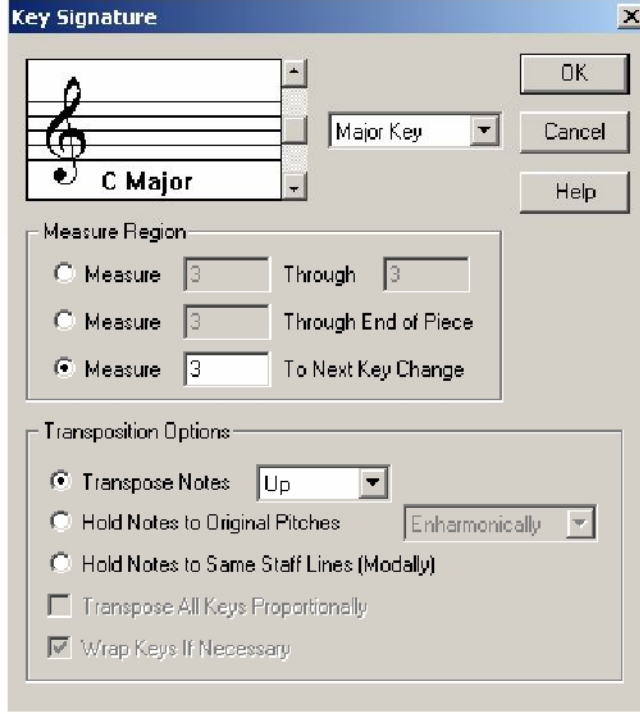 Key Signature
OK
Major Key
Cancel
C Major
Help
Measure Region
Measure 3 Through 3
Measure 3 Through End of Piece
Measure 3 To Next Key Change
Transposition Options
Transpose Notes Up
Hold Notes to Original Pitches Enharmonically
Hold Notes to Same Staff Lines (Modally)
Transpose All Keys Proportionally
Wrap Keys If Necessary